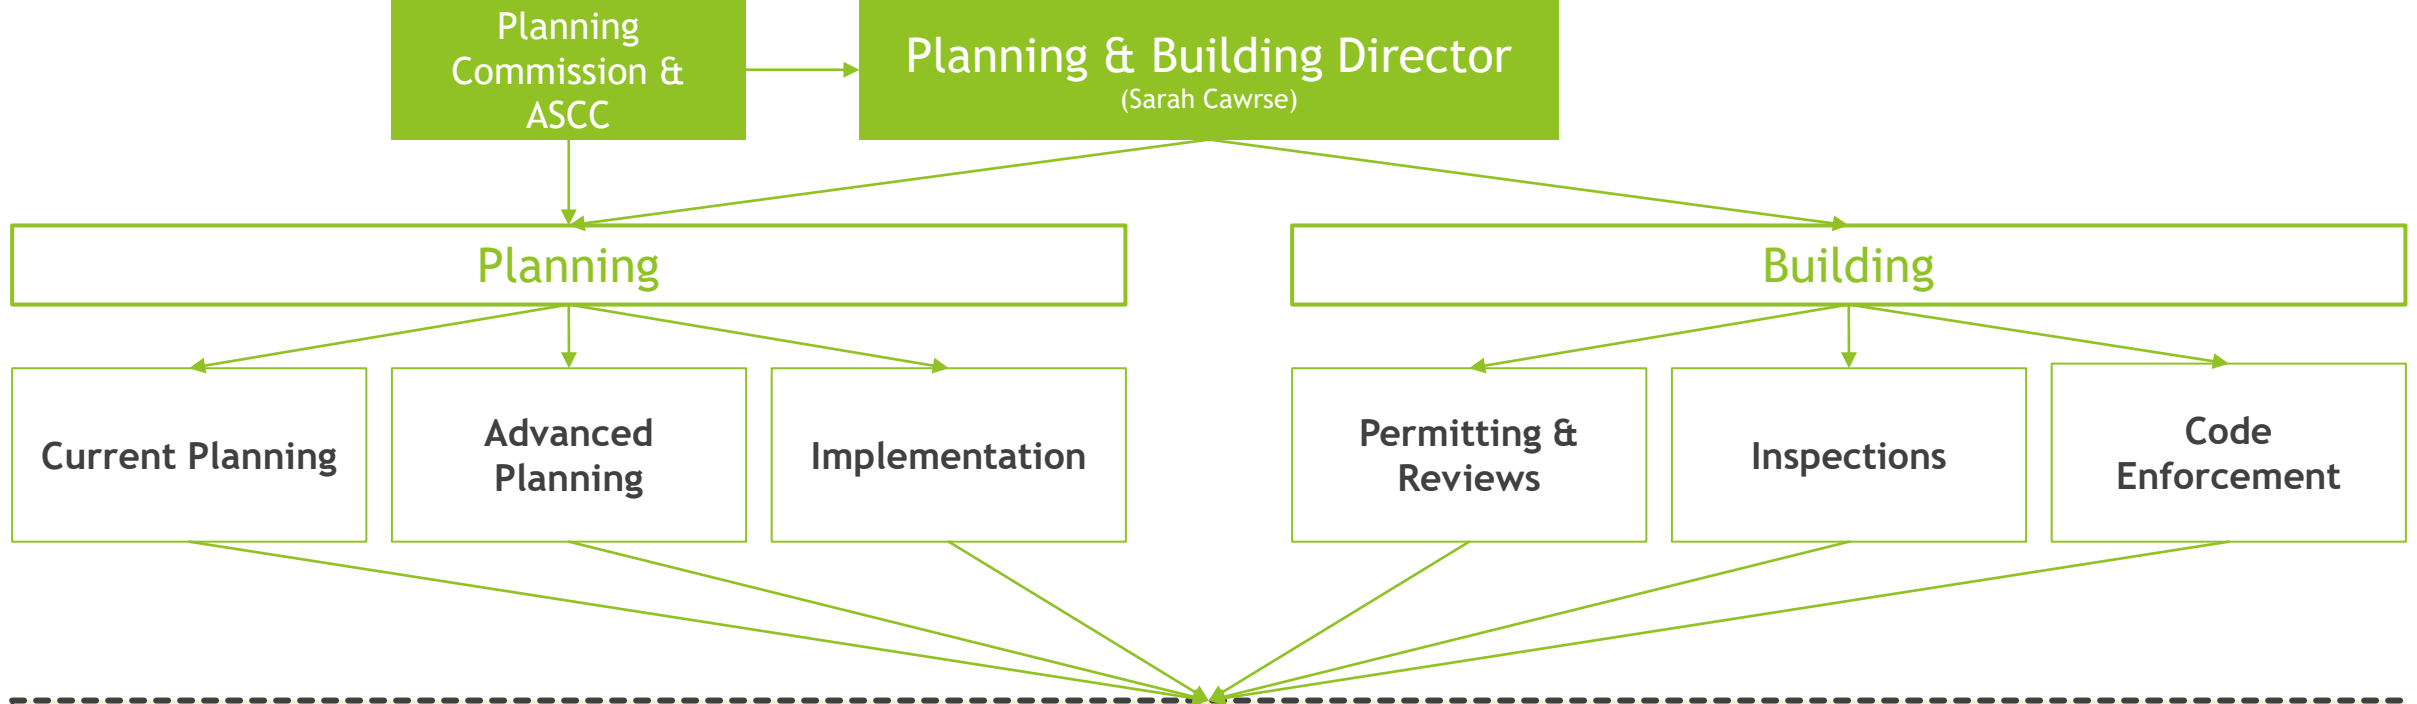 Planning
Commission &
ASCC
Planning & Building Director
(Sarah Cawrse)
Planning
Building
Current Planning
Advanced
Planning
Implementation
Permitting &
Reviews
Inspections
Code
Enforcement